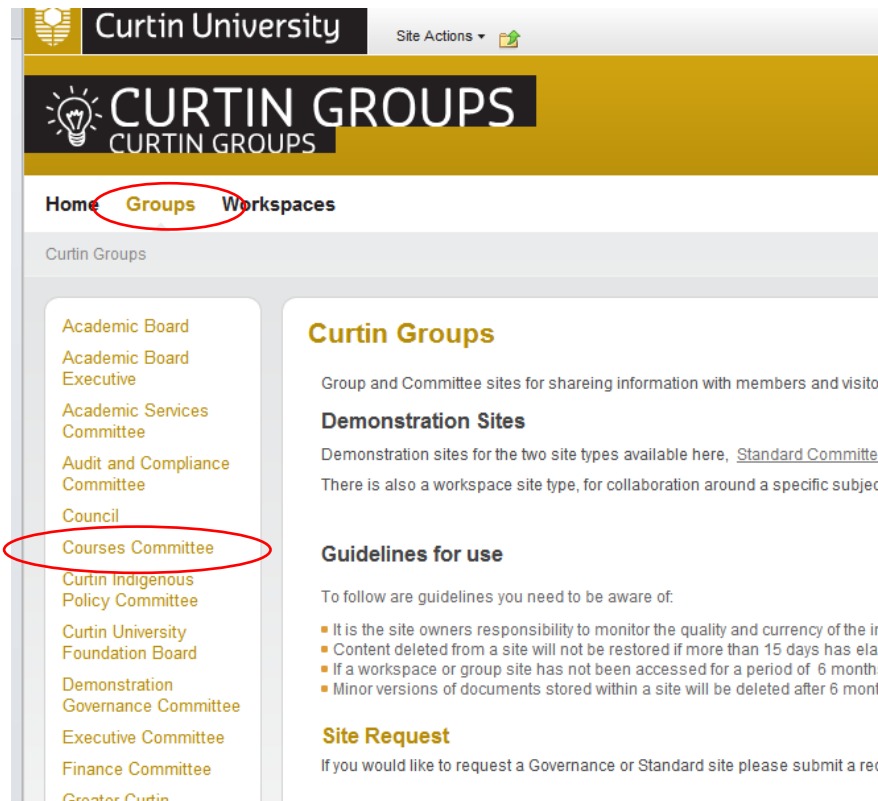 Curtin University
Site Actions
CURTIN GROUPS
CURTIN GROUPS
Home Groups Workspaces
Curtin Groups
Academic Board
Academic Board
Executive
Academic Services
Committee
Audit and Compliance
Committee
Council
Courses Committee
Curtin Indigenous
Policy Committee
Curtin University
Foundation Board
Demonstration
Governance Committee
Executive Committee
Finance Committee
Greater Curtin
Curtin Groups
Group and Committee sites for shareing information with members and visito
Demonstration Sites
Demonstration sites for the two site types available here, Standard Committe
There is also a workspace site type, for collaboration around a specific subjec
Guidelines for use
To follow are guidelines you need to be aware of:
It is the site owners responsibility to monitor the quality and currency of the
Content deleted from a site will not be restored if more than 15 days has ela
If a workspace or group site has not been accessed for a period of 6 month
Minor versions of documents stored within a site will be deleted after 6 mont
Site Request
If you would like to request a Governance or Standard site please submit a rec